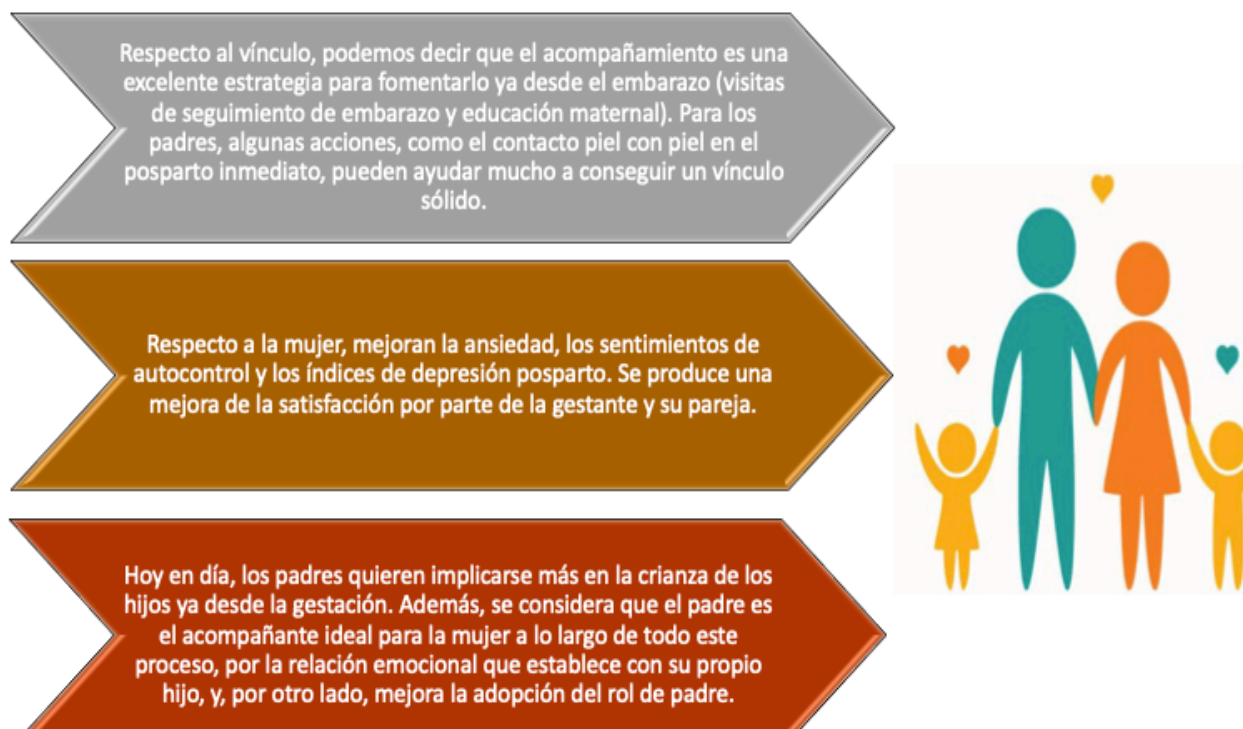 Respecto al vínculo, podemos decir que el acompañamiento es una
excelente estrategia para fomentarlo ya desde el embarazo (visitas
de seguimiento de embarazo y educación maternal). Para los
padres, algunas acciones, como el contacto piel con piel en el
posparto inmediato, pueden ayudar mucho a conseguir un vínculo
sólido.
Respecto a la mujer, mejoran la ansiedad, los sentimientos de
autocontrol y los índices de depresión posparto. Se produce una
mejora de la satisfacción por parte de la gestante y su pareja.
Hoy en día, los padres quieren implicarse más en la crianza de los
hijos ya desde la gestación. Además, se considera que el padre es
el acompañante ideal para la mujer a lo largo de todo este
proceso, por la relación emocional que establece con su propio
hijo, y, por otro lado, mejora la adopción del rol de padre.